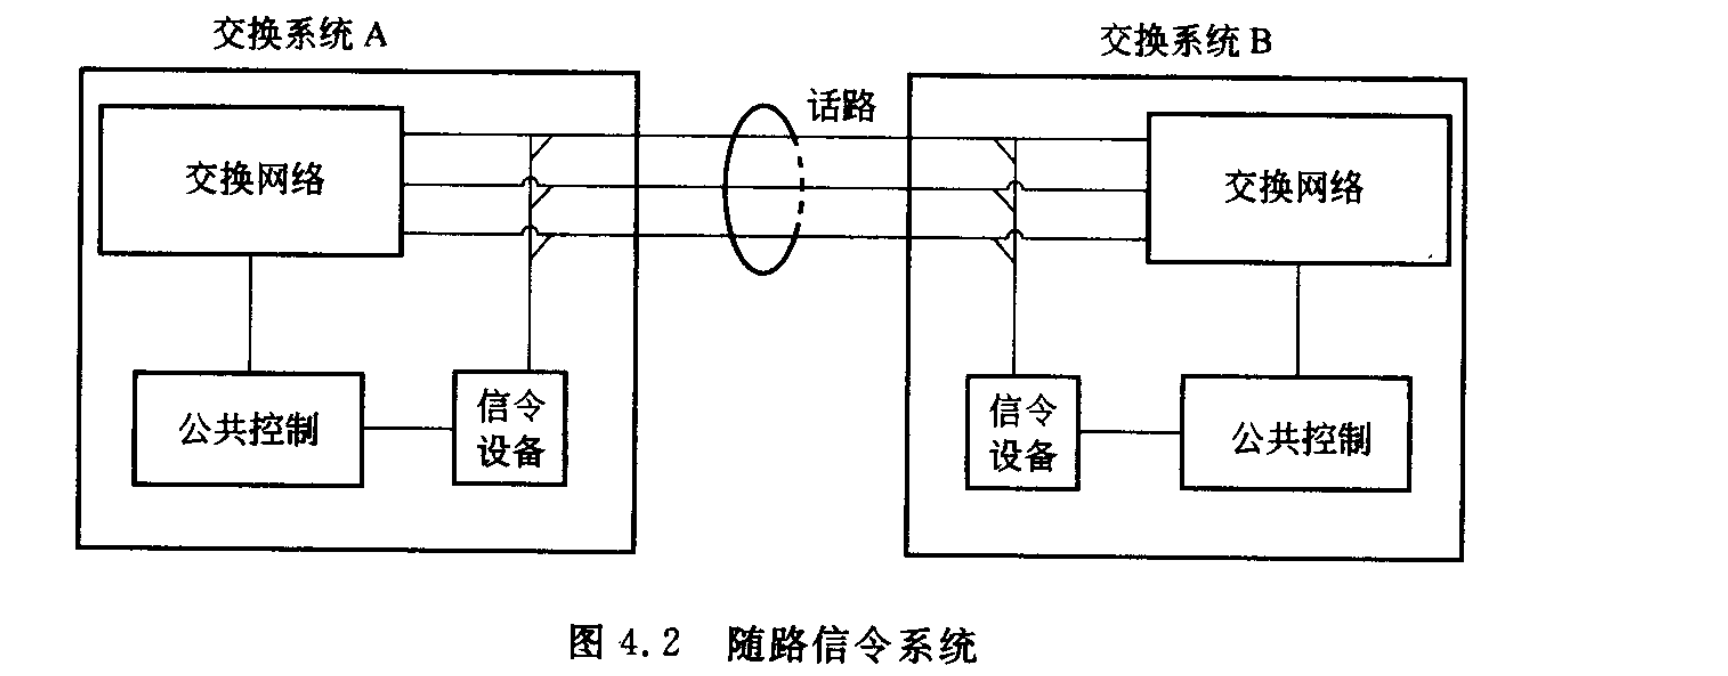 交换系统 A
交换系统 B
话路
交换网络
交换网络
公共控制
信令
设备
信令
设备
公共控制
图 4.2 随路信令系统